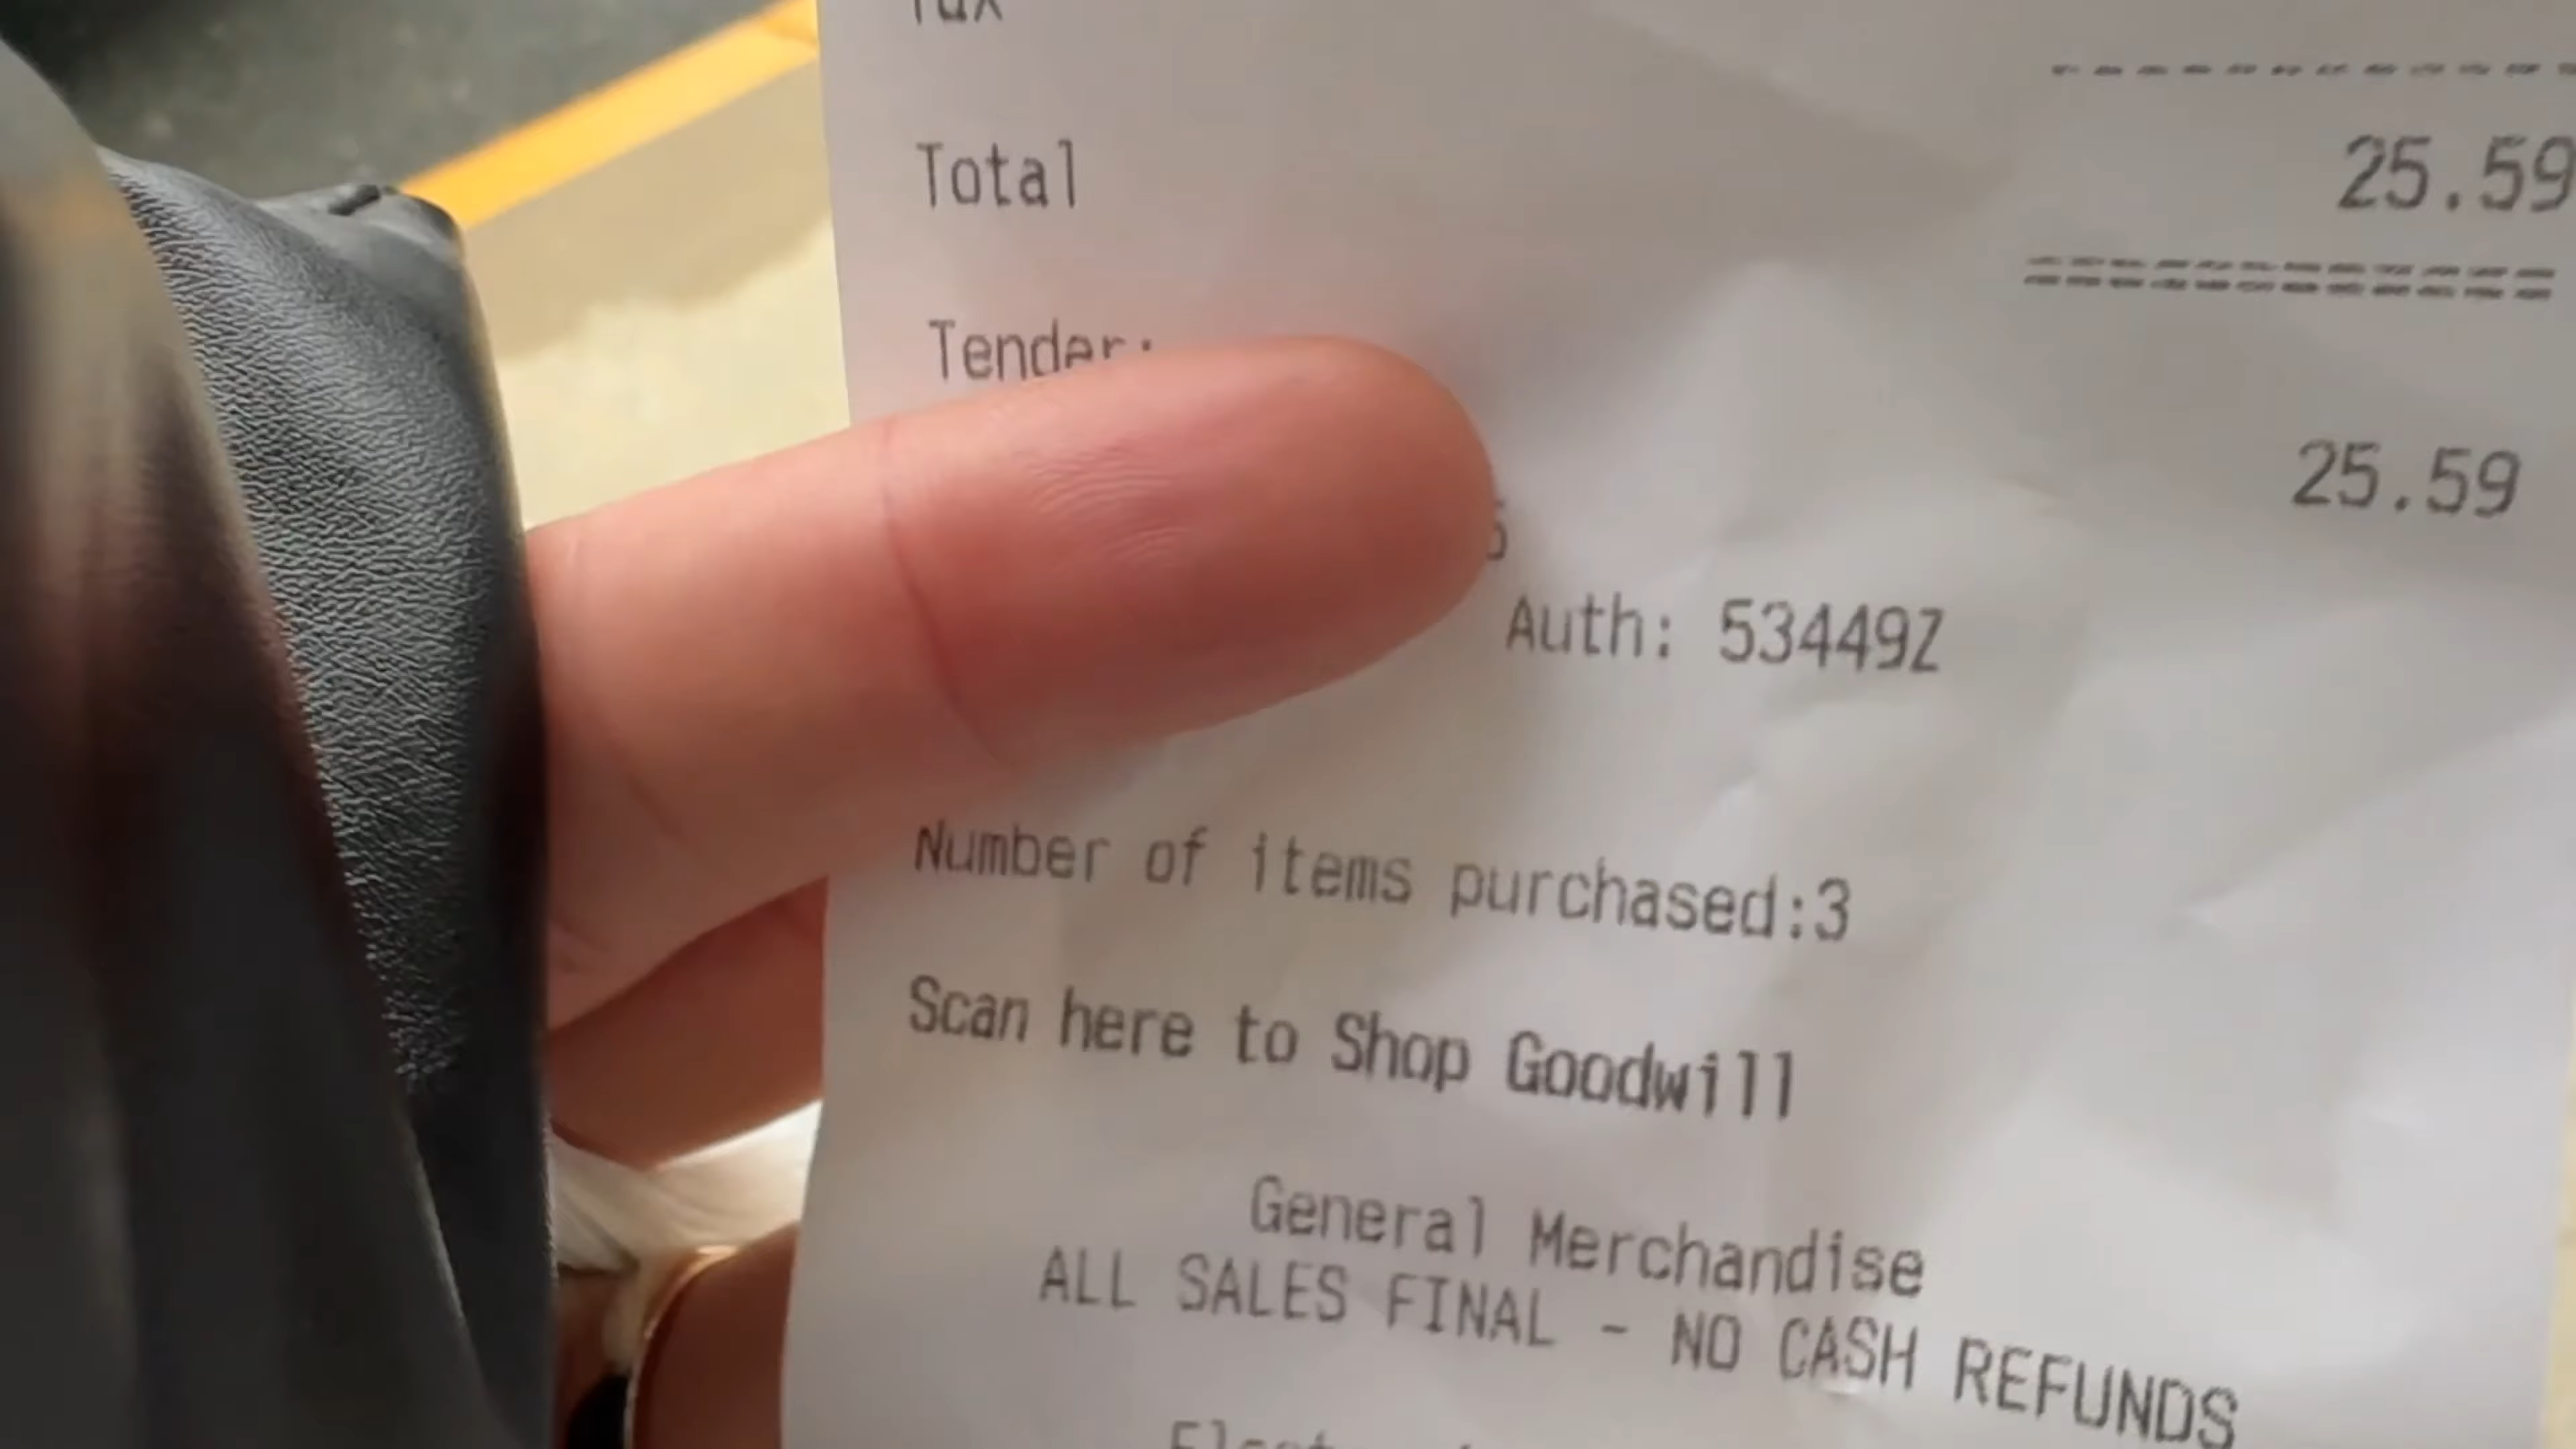 Tax
Total 25.59
Tender:
25.59
Auth: 53449Z
Number of items purchased:3
Scan here to Shop Goodwill
General Merchandise
ALL SALES FINAL - NO CASH REFUNDS